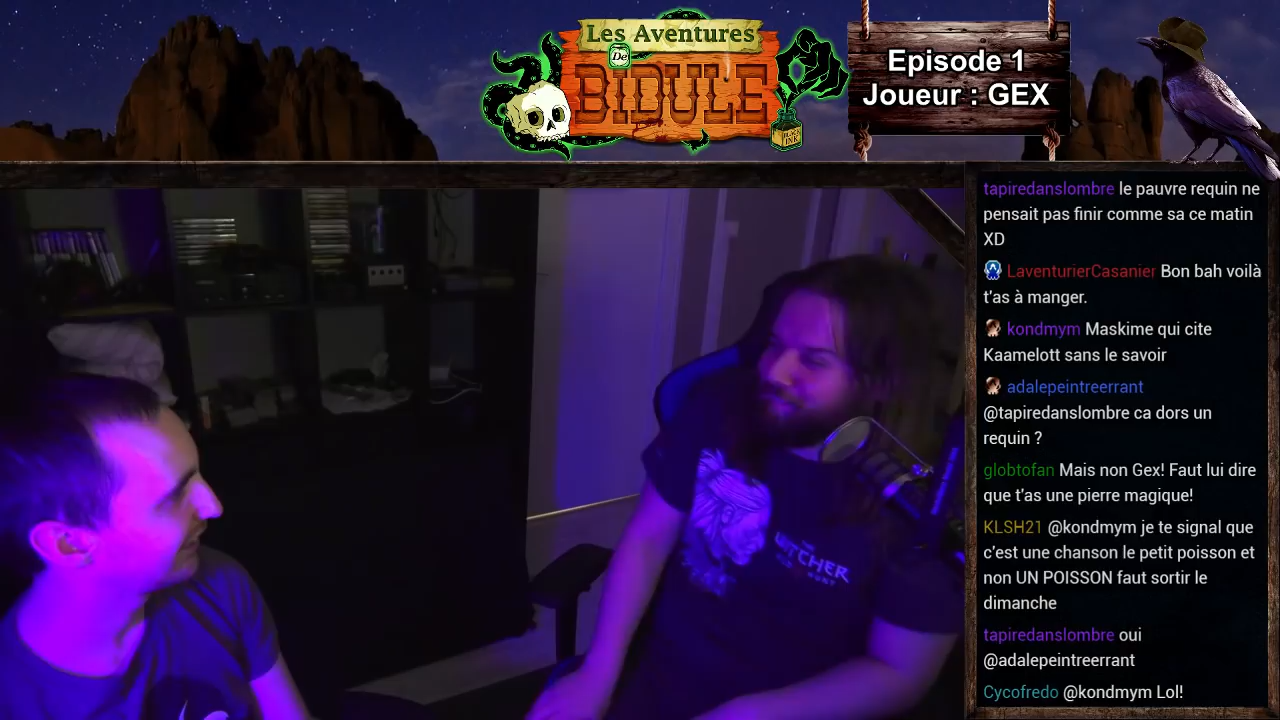 Les Aventures
De
BIDULE
BLACK
INK
Episode 1
Joueur : GEX
tapiredanslombre le pauvre requin ne
pensait pas finir comme sa ce matin
XD
LaventurierCasanier Bon bah voilà
t'as à manger.
kondmym Maskime qui cite
Kaamelott sans le savoir
adalepeintreerrant
@tapiredanslombre ca dors un
requin ?
globtofan Mais non Gex! Faut lui dire
que t'as une pierre magique!
KLSH21 @kondmym je te signal que
c'est une chanson le petit poisson et
non UN POISSON faut sortir le
dimanche
tapiredanslombre oui
@adalepeintreerrant
Cycofredo @kondmym Lol!
WITCHER